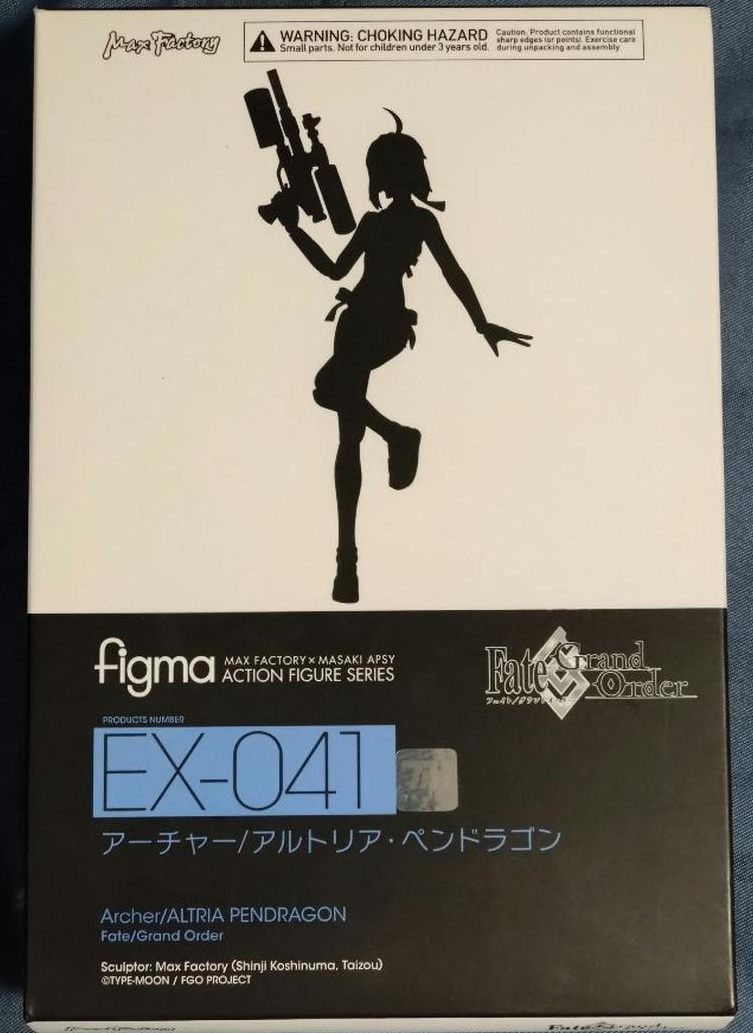 Max Factory
WARNING: CHOKING HAZARD
Small parts. Not for children under 3 years old.
Caution: Product contains functional
sharp edges (or points). Exercise care
during unpacking and assembly.
figma
MAX FACTORY × MASAKI APSY
ACTION FIGURE SERIES
Fate/Grand Order
PRODUCTS NUMBER
EX-041
アーチャー/アルトリア・ペンドラゴン
Archer/ALTRIA PENDRAGON
Fate/Grand Order
Sculptor: Max Factory (Shinji Koshinuma, Taizou)
©TYPE-MOON / FGO PROJECT